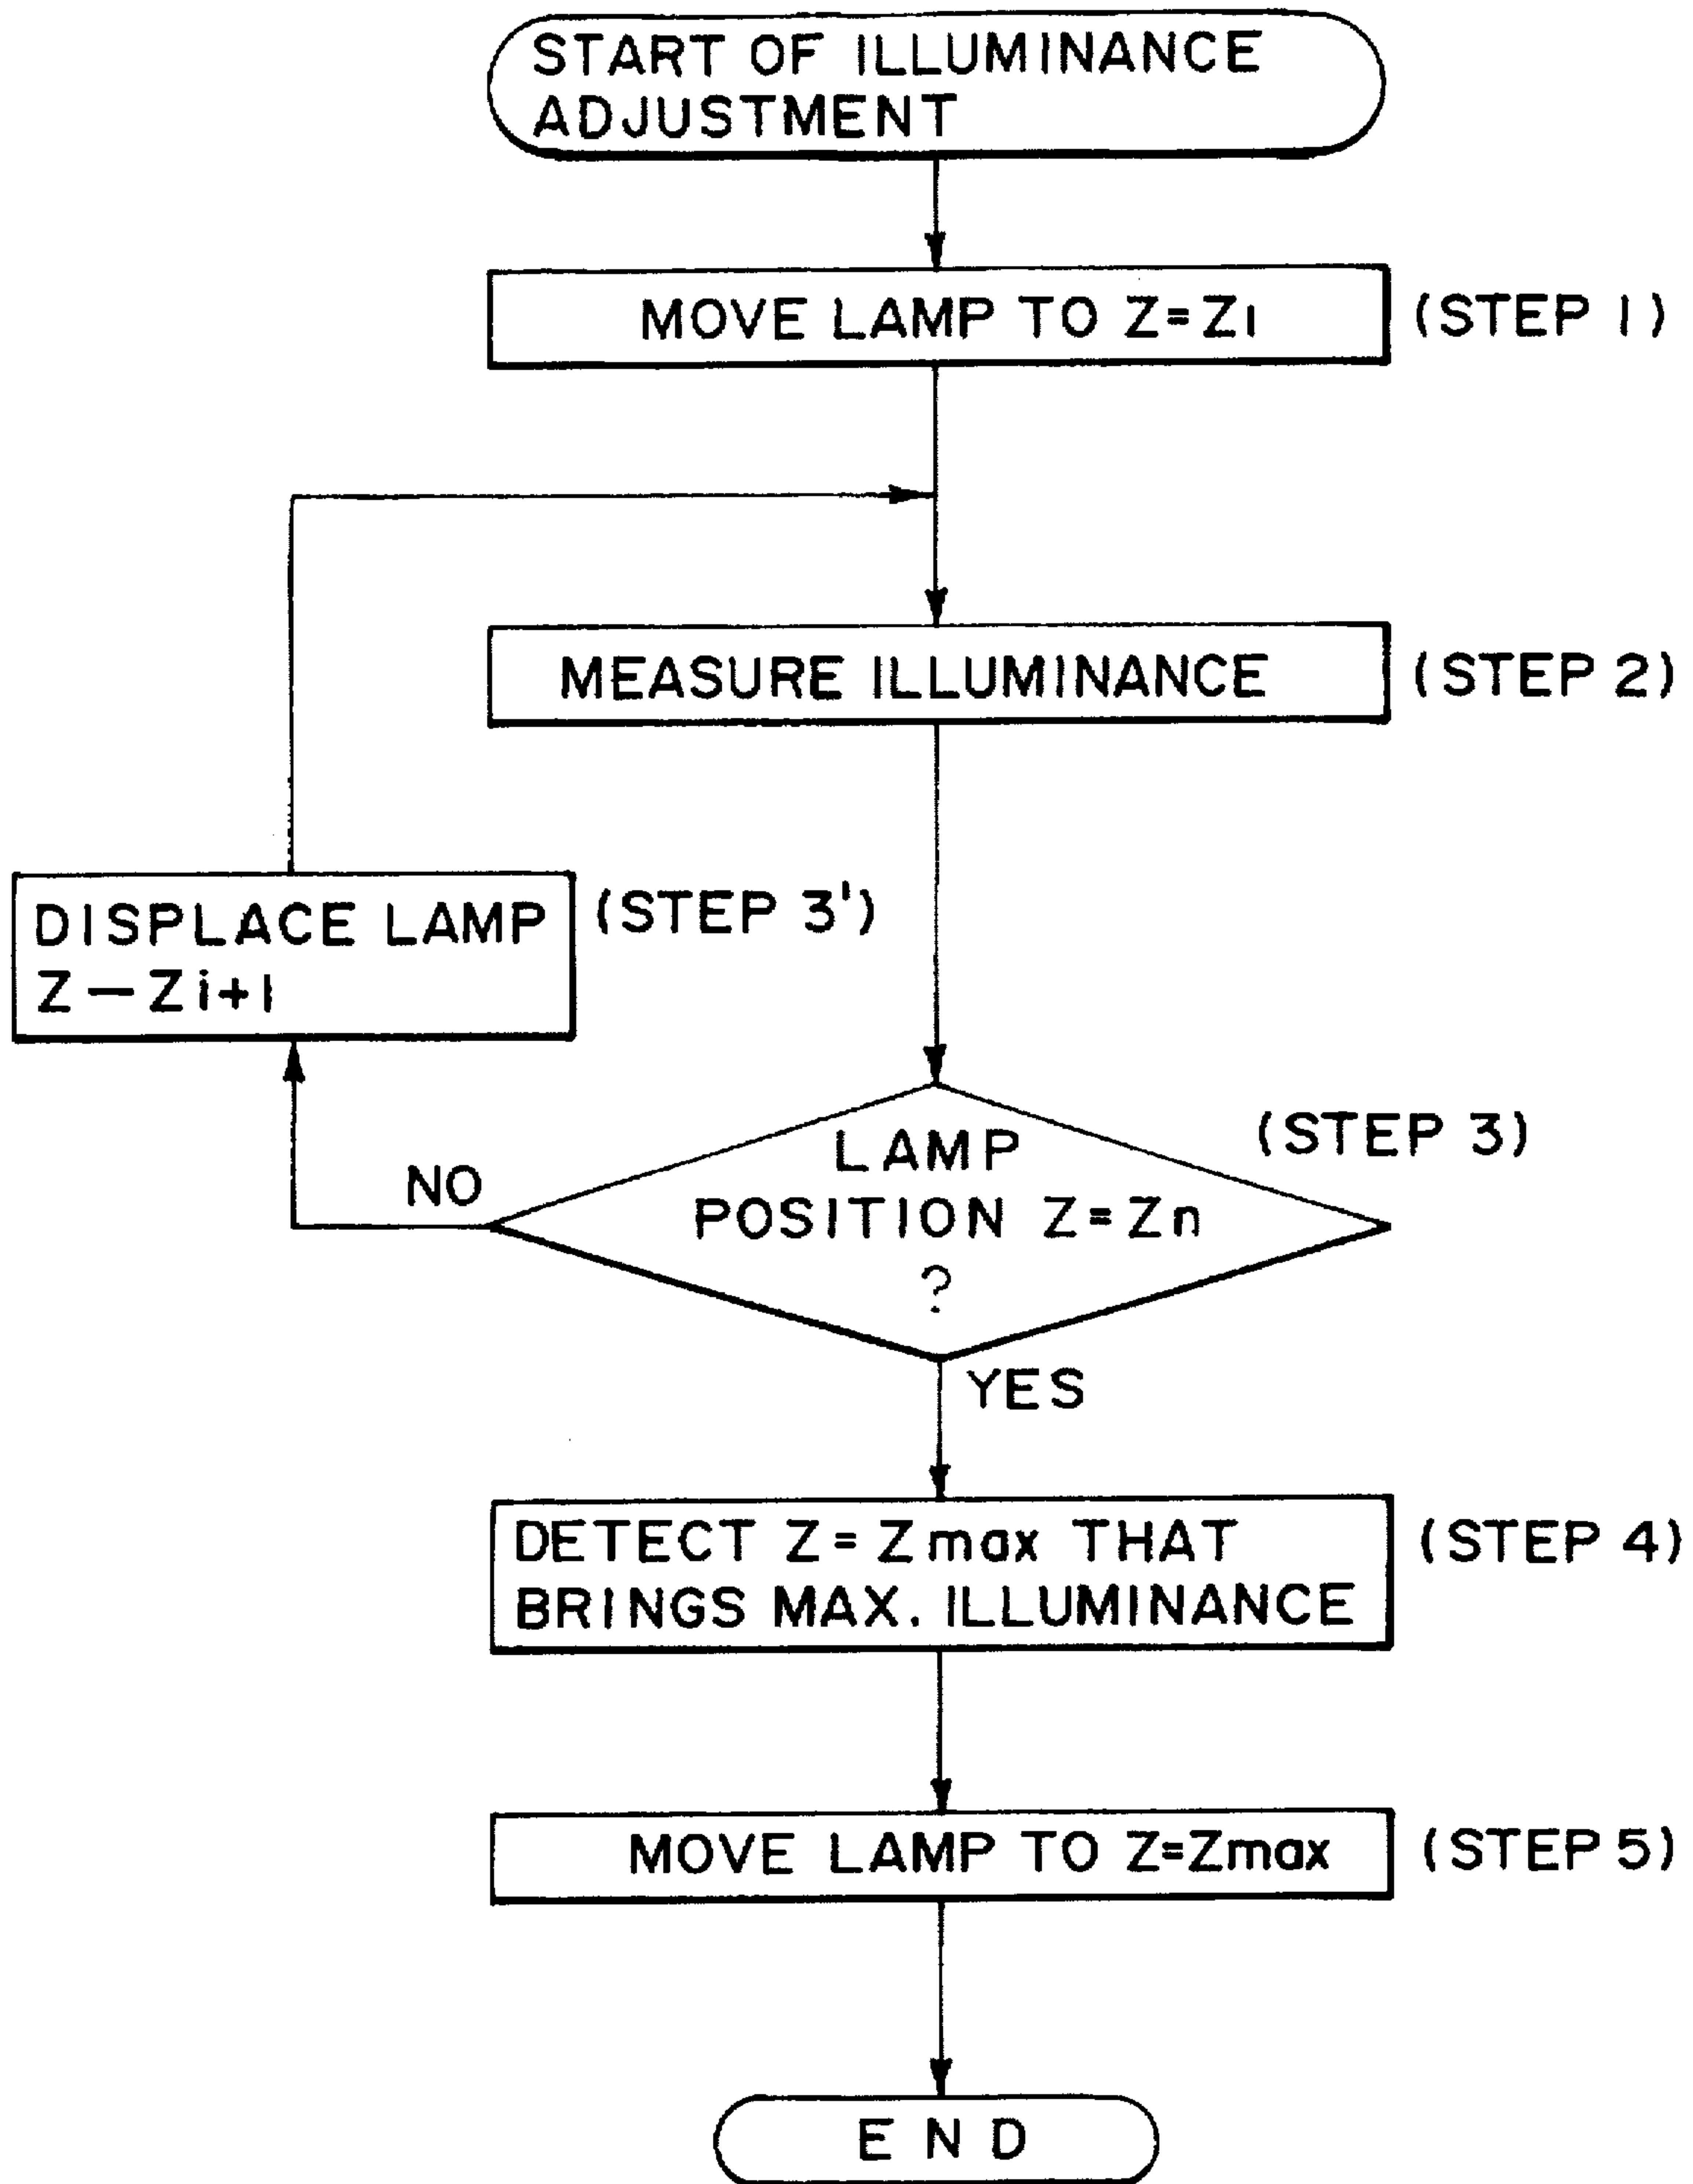 START OF ILLUMINANCE
ADJUSTMENT
MOVE LAMP TO Z=Z1
(STEP 1)
MEASURE ILLUMINANCE
(STEP 2)
DISPLACE LAMP
Z—Zi+1
(STEP 3')
LAMP
POSITION Z=Zn
?
(STEP 3)
NO
YES
DETECT Z=Zmax THAT
BRINGS MAX. ILLUMINANCE
(STEP 4)
MOVE LAMP TO Z=Zmax
(STEP 5)
END